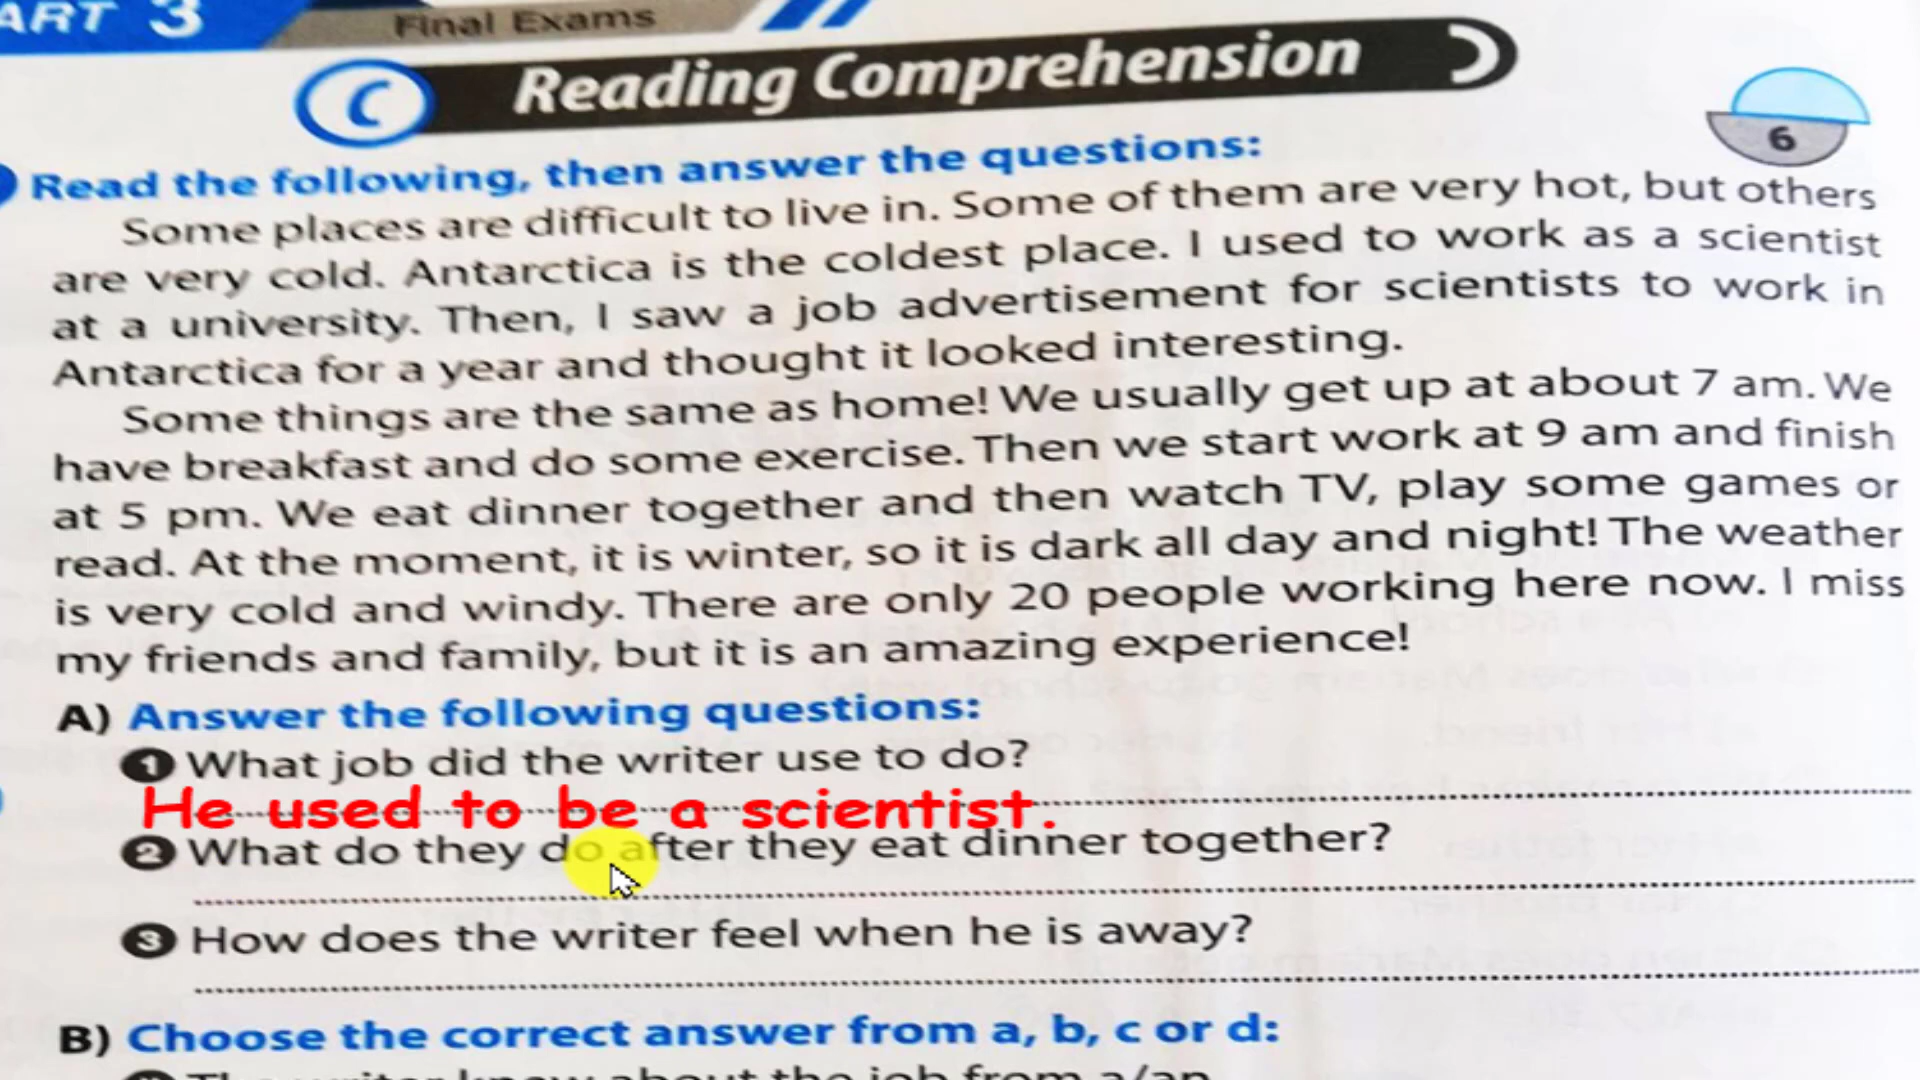 ART 3
Final Exams
C Reading Comprehension
6
Read the following, then answer the questions:
Some places are difficult to live in. Some of them are very hot, but others
are very cold. Antarctica is the coldest place. I used to work as a scientist
at a university. Then, I saw a job advertisement for scientists to work in
Antarctica for a year and thought it looked interesting.
Some things are the same as home! We usually get up at about 7 am. We
have breakfast and do some exercise. Then we start work at 9 am and finish
at 5 pm. We eat dinner together and then watch TV, play some games or
read. At the moment, it is winter, so it is dark all day and night! The weather
is very cold and windy. There are only 20 people working here now. I miss
my friends and family, but it is an amazing experience!
A) Answer the following questions:
1 What job did the writer use to do?
He used to be a scientist.
2 What do they do after they eat dinner together?
3 How does the writer feel when he is away?
B) Choose the correct answer from a, b, c or d:
The writer knew about the job from a/an